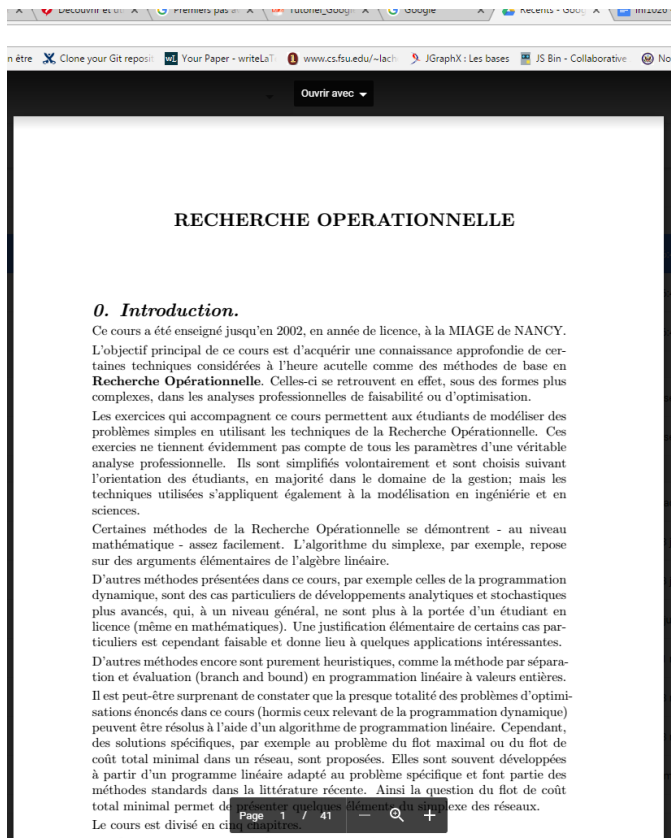 Découvrir et
Premiers pas
Tutoriel_Goog
Google
Récents - Goog
Inf1026
n être Clone your Git reposit Your Paper - writeLaT www.cs.fsu.edu/~lach JGraphX : Les bases JS Bin - Collaborative No
Ouvrir avec
RECHERCHE OPERATIONNELLE
0. Introduction.
Ce cours a été enseigné jusqu'en 2002, en année de licence, à la MIAGE de NANCY.
L'objectif principal de ce cours est d'acquérir une connaissance approfondie de cer-
taines techniques considérées à l'heure acutelle comme des méthodes de base en
Recherche Opérationnelle. Celles-ci se retrouvent en effet, sous des formes plus
complexes, dans les analyses professionnelles de faisabilité ou d'optimisation.
Les exercices qui accompagnent ce cours permettent aux étudiants de modéliser des
problèmes simples en utilisant les techniques de la Recherche Opérationnelle. Ces
exercies ne tiennent évidemment pas compte de tous les paramètres d'une véritable
analyse professionnelle. Ils sont simplifiés volontairement et sont choisis suivant
l'orientation des étudiants, en majorité dans le domaine de la gestion; mais les
techniques utilisées s'appliquent également à la modélisation en ingéniérie et en
sciences.
Certaines méthodes de la Recherche Opérationnelle se démontrent - au niveau
mathématique - assez facilement. L'algorithme du simplexe, par exemple, repose
sur des arguments élémentaires de l'algèbre linéaire.
D'autres méthodes présentées dans ce cours, par exemple celles de la programmation
dynamique, sont des cas particuliers de développements analytiques et stochastiques
plus avancés, qui, à un niveau général, ne sont plus à la portée d'un étudiant en
licence (même en mathématiques). Une justification élémentaire de certains cas par-
ticuliers est cependant faisable et donne lieu à quelques applications intéressantes.
D'autres méthodes encore sont purement heuristiques, comme la méthode par sépara-
tion et évaluation (branch and bound) en programmation linéaire à valeurs entières.
Il est peut-être surprenant de constater que la presque totalité des problèmes d'optimi-
sations énoncés dans ce cours (hormis ceux relevant de la programmation dynamique)
peuvent être résolus à l'aide d'un algorithme de programmation linéaire. Cependant,
des solutions spécifiques, par exemple au problème du flot maximal ou du flot de
coût total minimal dans un réseau, sont proposées. Elles sont souvent développées
à partir d'un programme linéaire adapté au problème spécifique et font partie des
méthodes standards dans la littérature récente. Ainsi la question du flot de coût
total minimal permet de présenter quelques éléments du simplexe des réseaux.
Le cours est divisé en cinq chapitres.
Page 1 / 41